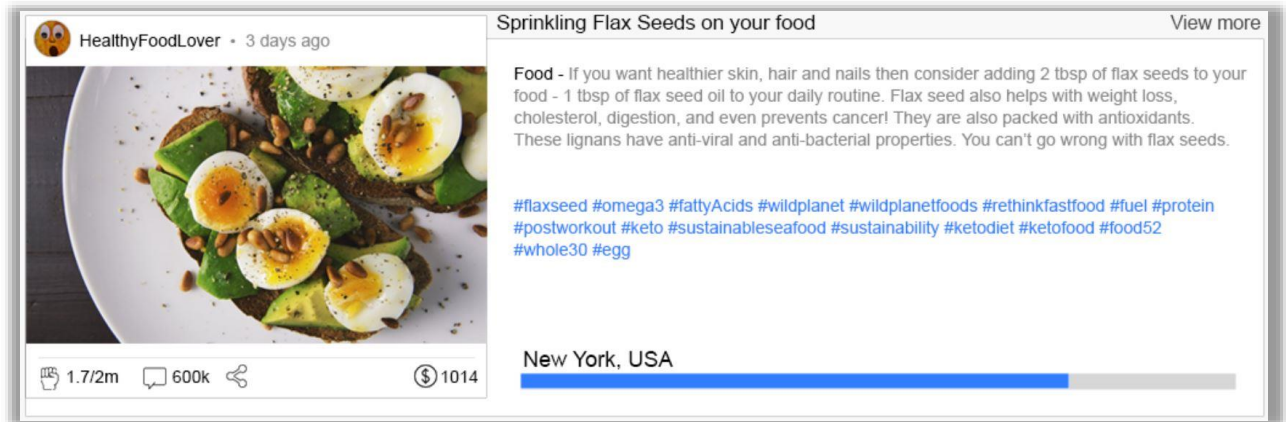 HealthyFoodLover • 3 days ago
1.7/2m 600k $ 1014
Sprinkling Flax Seeds on your food View more
Food - If you want healthier skin, hair and nails then consider adding 2 tbsp of flax seeds to your
food - 1 tbsp of flax seed oil to your daily routine. Flax seed also helps with weight loss,
cholesterol, digestion, and even prevents cancer! They are also packed with antioxidants.
These lignans have anti-viral and anti-bacterial properties. You can't go wrong with flax seeds.
#flaxseed #omega3 #fattyAcids #wildplanet #wildplanetfoods #rethinkfastfood #fuel #protein
#postworkout #keto #sustainableseafood #sustainability #ketodiet #ketofood #food52
#whole30 #egg
New York, USA